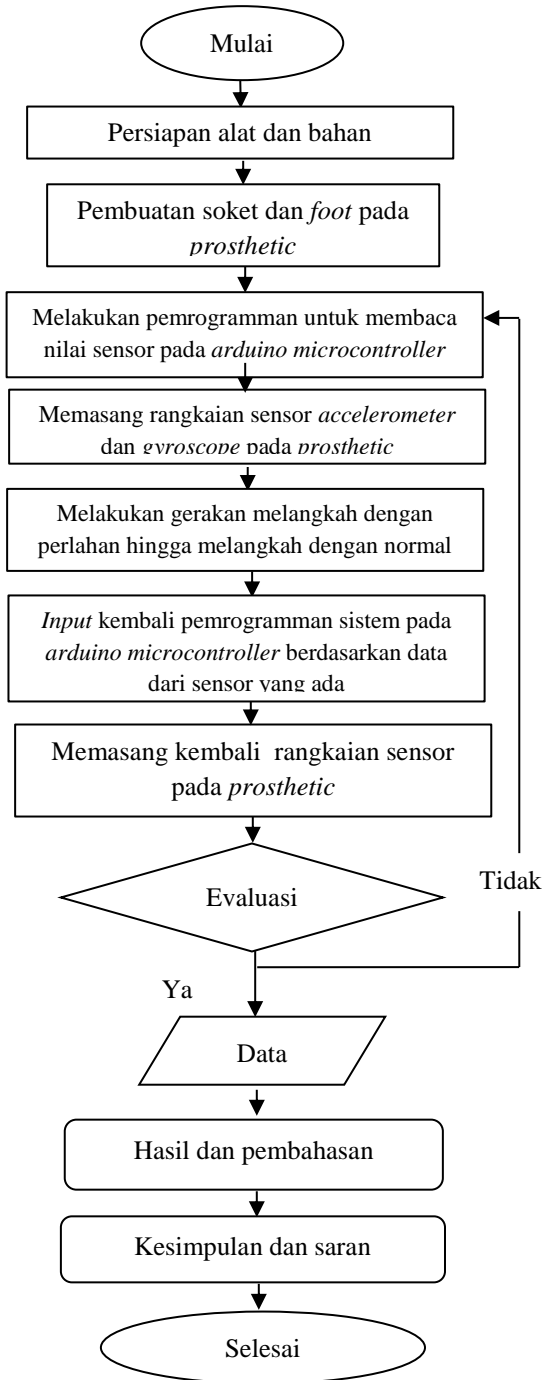 Mulai
Persiapan alat dan bahan
Pembuatan soket dan foot pada
prosthetic
Melakukan pemrogramman untuk membaca
nilai sensor pada arduino microcontroller
Memasang rangkaian sensor accelerometer
dan gyroscope pada prosthetic
Melakukan gerakan melangkah dengan
perlahan hingga melangkah dengan normal
Input kembali pemrogramman sistem pada
arduino microcontroller berdasarkan data
dari sensor yang ada
Memasang kembali rangkaian sensor
pada prosthetic
Evaluasi
Tidak
Ya
Data
Hasil dan pembahasan
Kesimpulan dan saran
Selesai